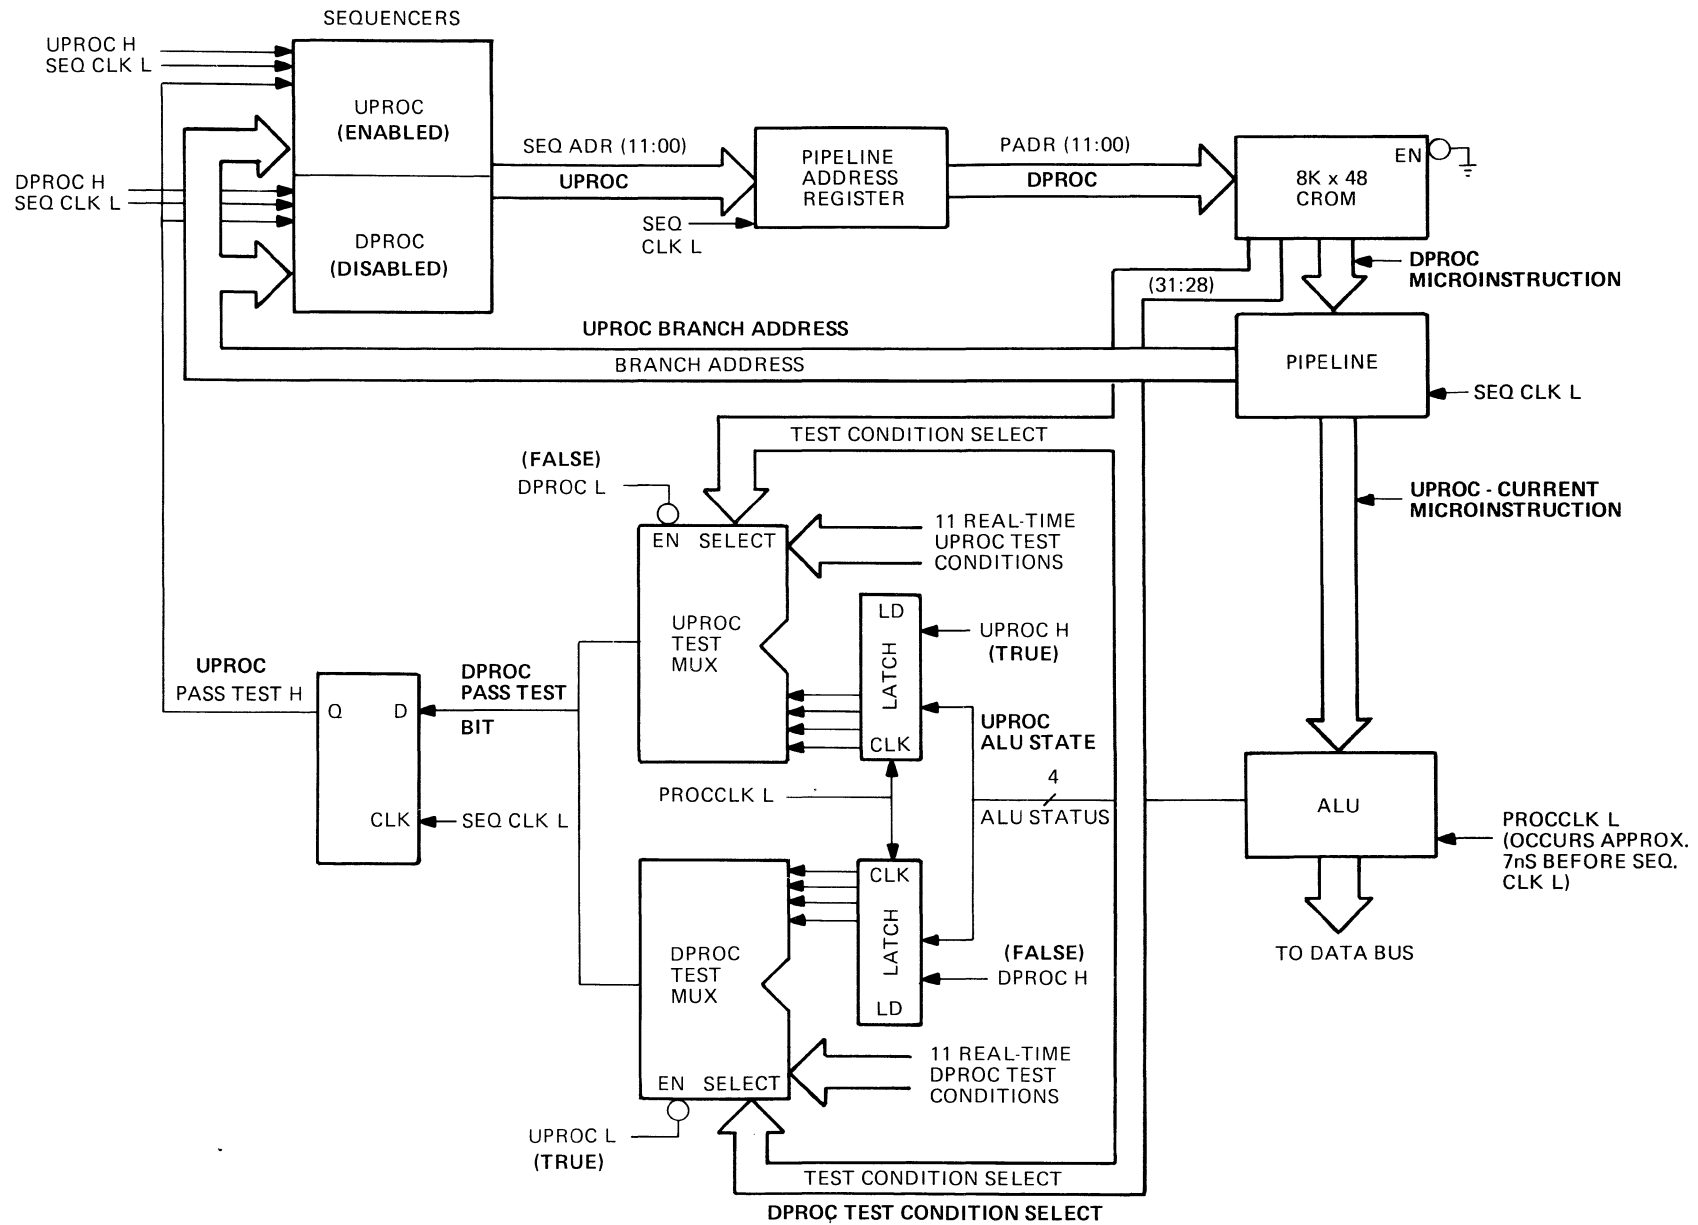 SEQUENCERS
UPROC H
SEQ CLK L
UPROC
(ENABLED)
DPROC H
SEQ CLK L
DPROC
(DISABLED)
SEQ ADR (11:00)
UPROC
PIPELINE
ADDRESS
REGISTER
SEQ
CLK L
PADR (11:00)
DPROC
EN
8K x 48
CROM
DPROC
MICROINSTRUCTION
(31:28)
UPROC BRANCH ADDRESS
BRANCH ADDRESS
PIPELINE
SEQ CLK L
TEST CONDITION SELECT
(FALSE)
DPROC L
EN SELECT
11 REAL-TIME
UPROC TEST
CONDITIONS
UPROC - CURRENT
MICROINSTRUCTION
UPROC
TEST
MUX
LD
LATCH
CLK
UPROC H
(TRUE)
UPROC
ALU STATE
UPROC
PASS TEST H
Q D
CLK
DPROC
PASS TEST
BIT
SEQ CLK L
PROCCLK L
4
ALU STATUS
ALU
PROCCLK L
(OCCURS APPROX.
7nS BEFORE SEQ.
CLK L)
TO DATA BUS
CLK
LATCH
LD
(FALSE)
DPROC H
DPROC
TEST
MUX
EN SELECT
11 REAL-TIME
DPROC TEST
CONDITIONS
UPROC L
(TRUE)
TEST CONDITION SELECT
DPROC TEST CONDITION SELECT